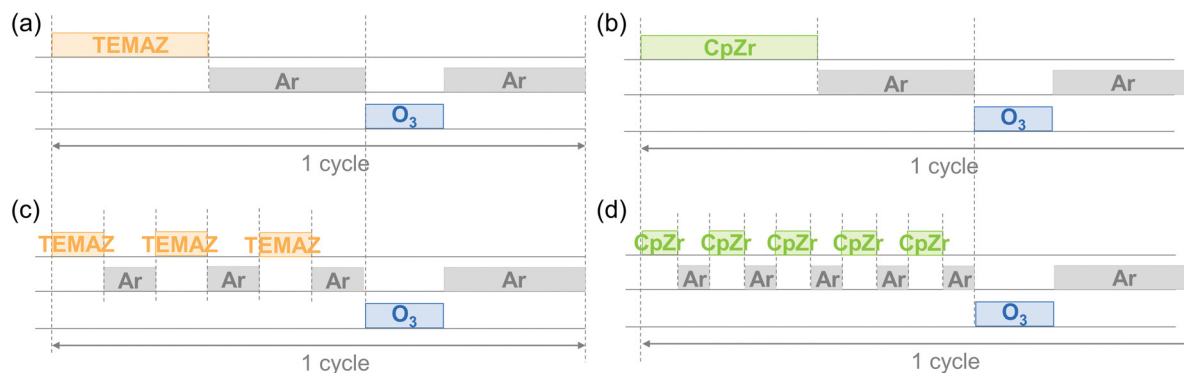 (a)
TEMAZ
Ar
Ar
O₃
1 cycle
(b)
CpZr
Ar
Ar
O₃
1 cycle
(c)
TEMAZ TEMAZ TEMAZ
Ar Ar Ar Ar
O₃
1 cycle
(d)
CpZr CpZr CpZr CpZr CpZr
Ar Ar Ar Ar Ar Ar
O₃
1 cycle